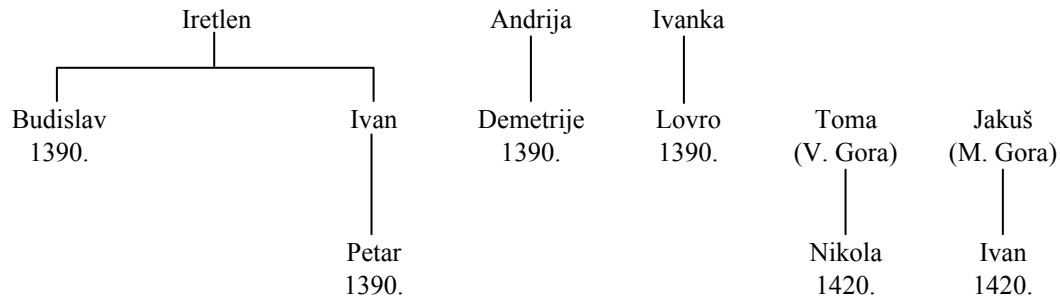 Iretlen Andrija Ivanka
Budislav Ivan Demetrije Lovro Toma Jakuš
1390. 1390. 1390. (V. Gora) (M. Gora)
Petar Nikola Ivan
1390. 1420. 1420.